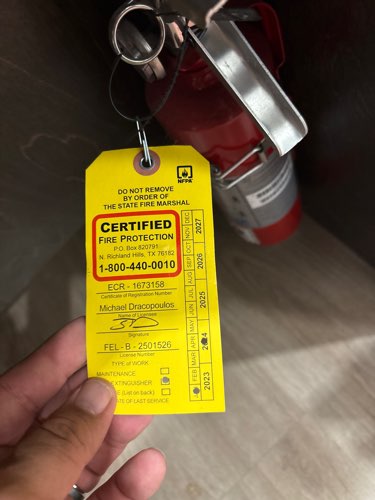 NFPA
DO NOT REMOVE
BY ORDER OF
THE STATE FIRE MARSHAL
CERTIFIED
FIRE PROTECTION
P.O. Box 820791
N. Richland Hills, TX 76182
1-800-440-0010
ECR - 1673158
Certificate of Registration Number
Michael Dracopoulos
Name of Licensee
Signature
FEL - B - 2501526
License Number
TYPE OF WORK
MAINTENANCE
EXTINGUISHER
(List on back)
DATE OF LAST SERVICE
JAN FEB MAR APR MAY JUN JUL AUG SEP OCT NOV DEC
2023 2024 2025 2026 2027